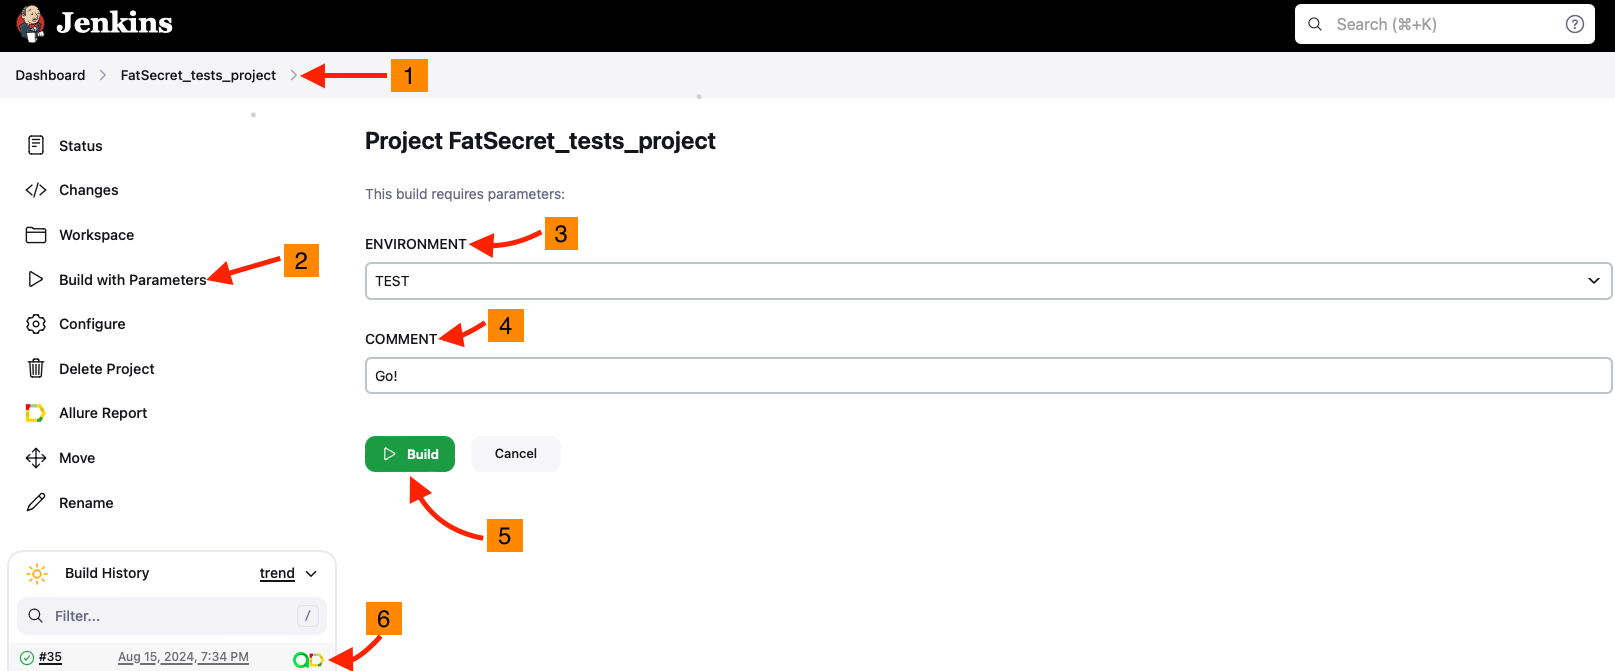 Jenkins
Search (⌘+K)
Dashboard
FatSecret_tests_project
1
Status
Changes
Workspace
Build with Parameters
2
Configure
Delete Project
Allure Report
Move
Rename
Project FatSecret_tests_project
This build requires parameters:
ENVIRONMENT
3
TEST
COMMENT
4
Go!
Build
Cancel
5
Build History
trend
Filter...
/
6
#35
Aug 15, 2024, 7:34 PM